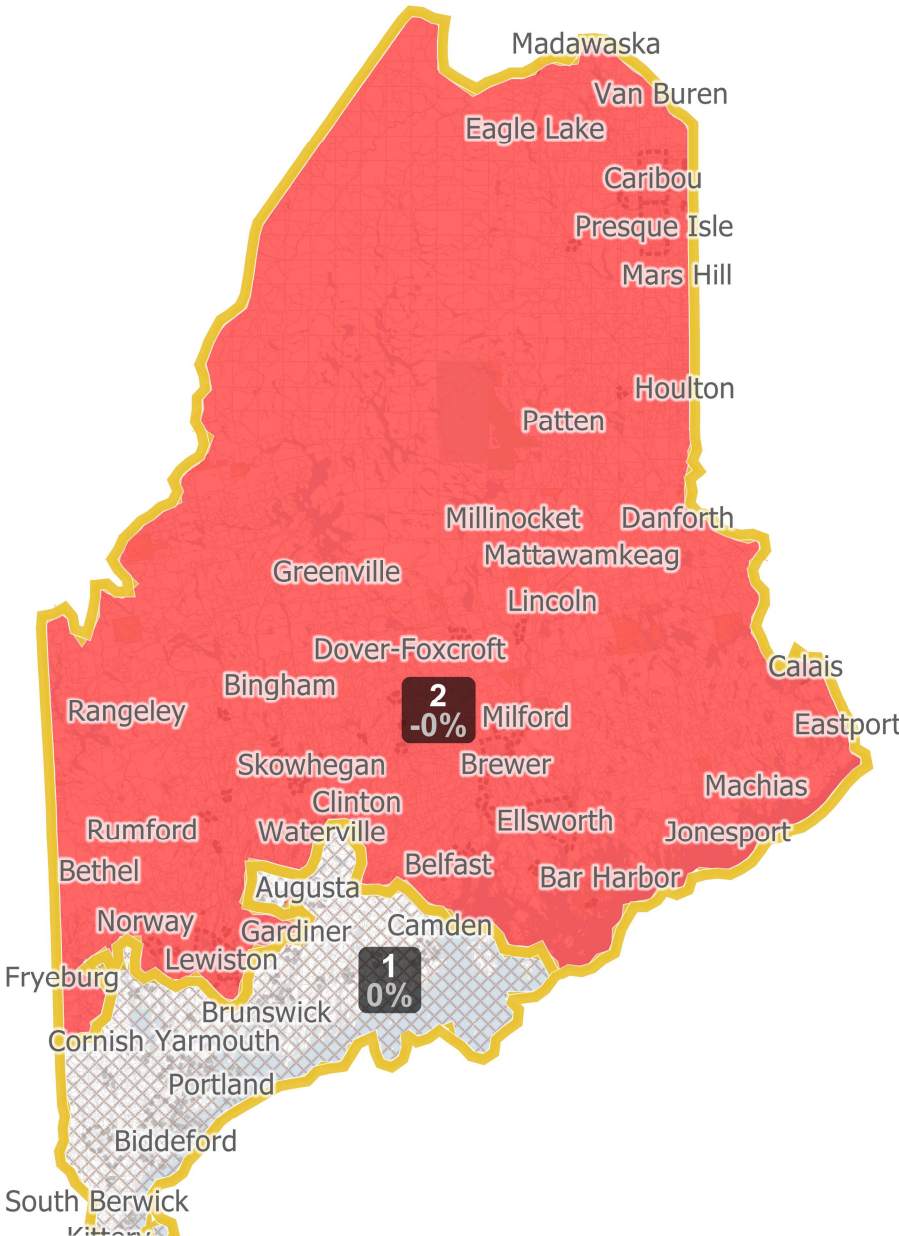 Madawaska
Van Buren
Eagle Lake
Caribou
Presque Isle
Mars Hill
Houlton
Patten
Millinocket
Danforth
Mattawamkeag
Greenville
Lincoln
Dover-Foxcroft
Calais
Bingham
Rangeley
2
-0%
Milford
Eastport
Skowhegan
Brewer
Machias
Clinton
Ellsworth
Rumford
Waterville
Jonesport
Belfast
Bethel
Bar Harbor
Augusta
Norway
Camden
Gardiner
Lewiston
1
0%
Fryeburg
Brunswick
Cornish
Yarmouth
Portland
Biddeford
South Berwick
Kittery